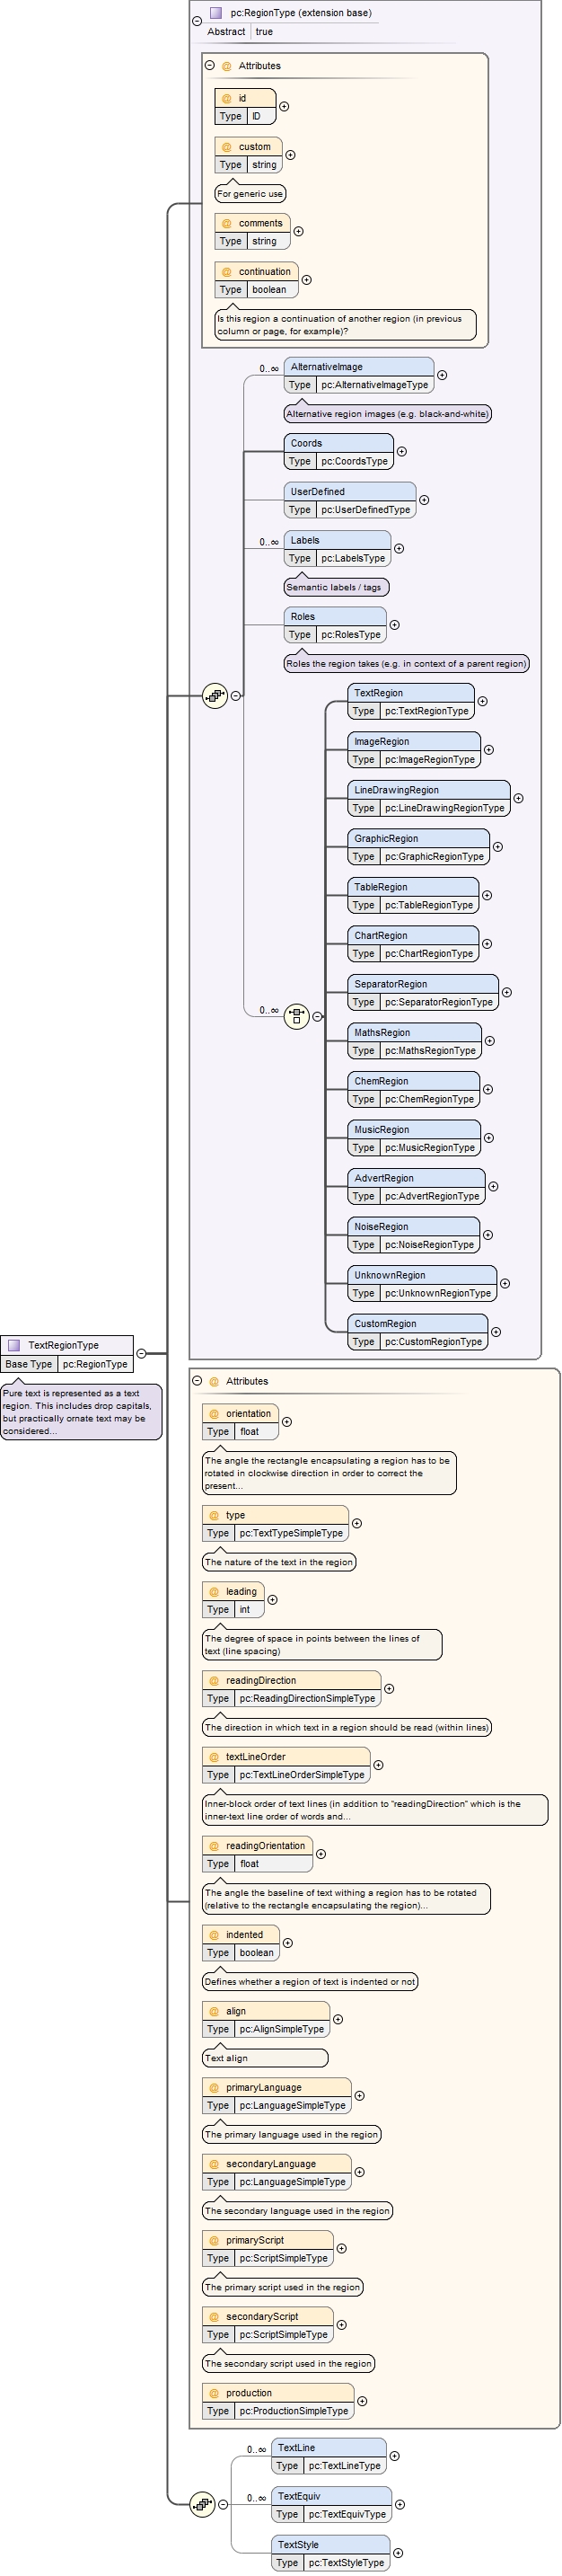 pc:RegionType (extension base)
Abstract true
@ Attributes
@ id
Type ID
@ custom
Type string
For generic use
@ comments
Type string
@ continuation
Type boolean
Is this region a continuation of another region (in previous
column or page, for example)?
0..∞
AlternativeImage
Type pc:AlternativeImageType
Alternative region images (e.g. black-and-white)
Coords
Type pc:CoordsType
UserDefined
Type pc:UserDefinedType
0..∞
Labels
Type pc:LabelsType
Semantic labels / tags
Roles
Type pc:RolesType
Roles the region takes (e.g. in context of a parent region)
TextRegion
Type pc:TextRegionType
ImageRegion
Type pc:ImageRegionType
LineDrawingRegion
Type pc:LineDrawingRegionType
GraphicRegion
Type pc:GraphicRegionType
TableRegion
Type pc:TableRegionType
ChartRegion
Type pc:ChartRegionType
SeparatorRegion
Type pc:SeparatorRegionType
0..∞
MathsRegion
Type pc:MathsRegionType
ChemRegion
Type pc:ChemRegionType
MusicRegion
Type pc:MusicRegionType
AdvertRegion
Type pc:AdvertRegionType
NoiseRegion
Type pc:NoiseRegionType
UnknownRegion
Type pc:UnknownRegionType
CustomRegion
Type pc:CustomRegionType
TextRegionType
Base Type pc:RegionType
Pure text is represented as a text
region. This includes drop capitals,
but practically ornate text may be
considered...
@ Attributes
@ orientation
Type float
The angle the rectangle encapsulating a region has to be
rotated in clockwise direction in order to correct the
present...
@ type
Type pc:TextTypeSimpleType
The nature of the text in the region
@ leading
Type int
The degree of space in points between the lines of
text (line spacing)
@ readingDirection
Type pc:ReadingDirectionSimpleType
The direction in which text in a region should be read (within lines)
@ textLineOrder
Type pc:TextLineOrderSimpleType
Inner-block order of text lines (in addition to "readingDirection" which is the
inner-text line order of words and...
@ readingOrientation
Type float
The angle the baseline of text withing a region has to be rotated
(relative to the rectangle encapsulating the region)...
@ indented
Type boolean
Defines whether a region of text is indented or not
@ align
Type pc:AlignSimpleType
Text align
@ primaryLanguage
Type pc:LanguageSimpleType
The primary language used in the region
@ secondaryLanguage
Type pc:LanguageSimpleType
The secondary language used in the region
@ primaryScript
Type pc:ScriptSimpleType
The primary script used in the region
@ secondaryScript
Type pc:ScriptSimpleType
The secondary script used in the region
@ production
Type pc:ProductionSimpleType
0..∞
TextLine
Type pc:TextLineType
0..∞
TextEquiv
Type pc:TextEquivType
TextStyle
Type pc:TextStyleType